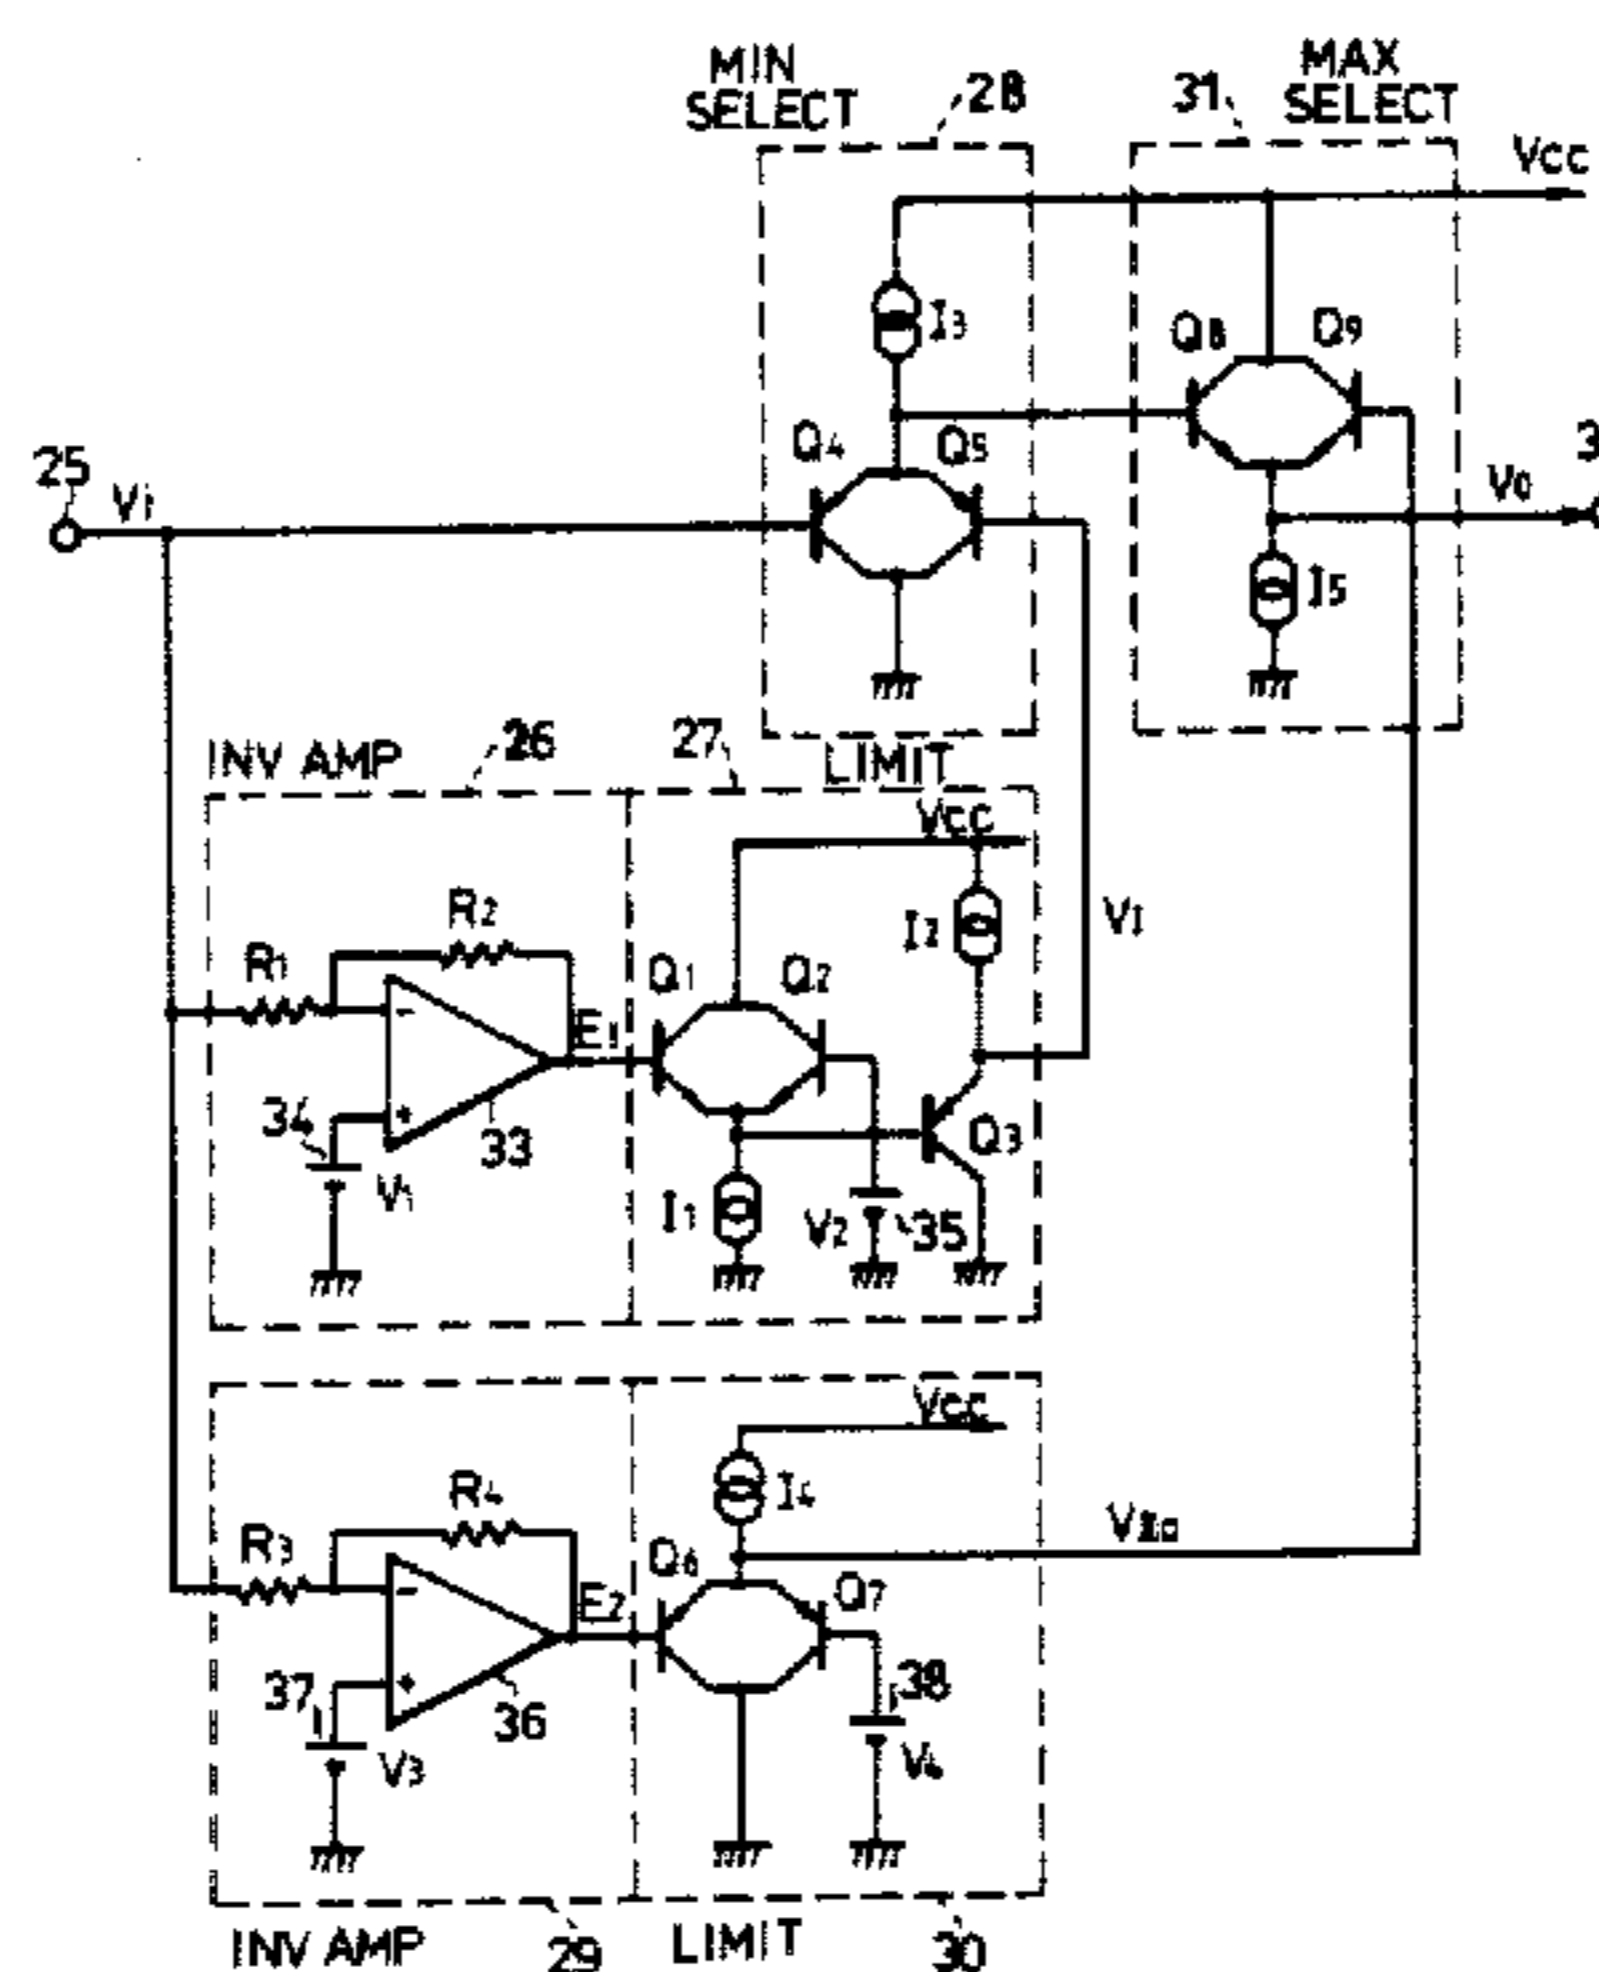 MIN
SELECT
28
31
MAX
SELECT
Vcc
I3
Q8
Q9
Q4
Q5
25
Vi
Vo
3
I5
INV AMP
26
27
LIMIT
Vcc
R2
R1
Q1
Q2
I2
VI
E1
-
+
34
33
Q3
V1
I1
V2
35
Vcc
R4
I4
R3
Q6
Q7
E2
-
+
37
36
38
V3
V4
INV AMP
29
LIMIT
30